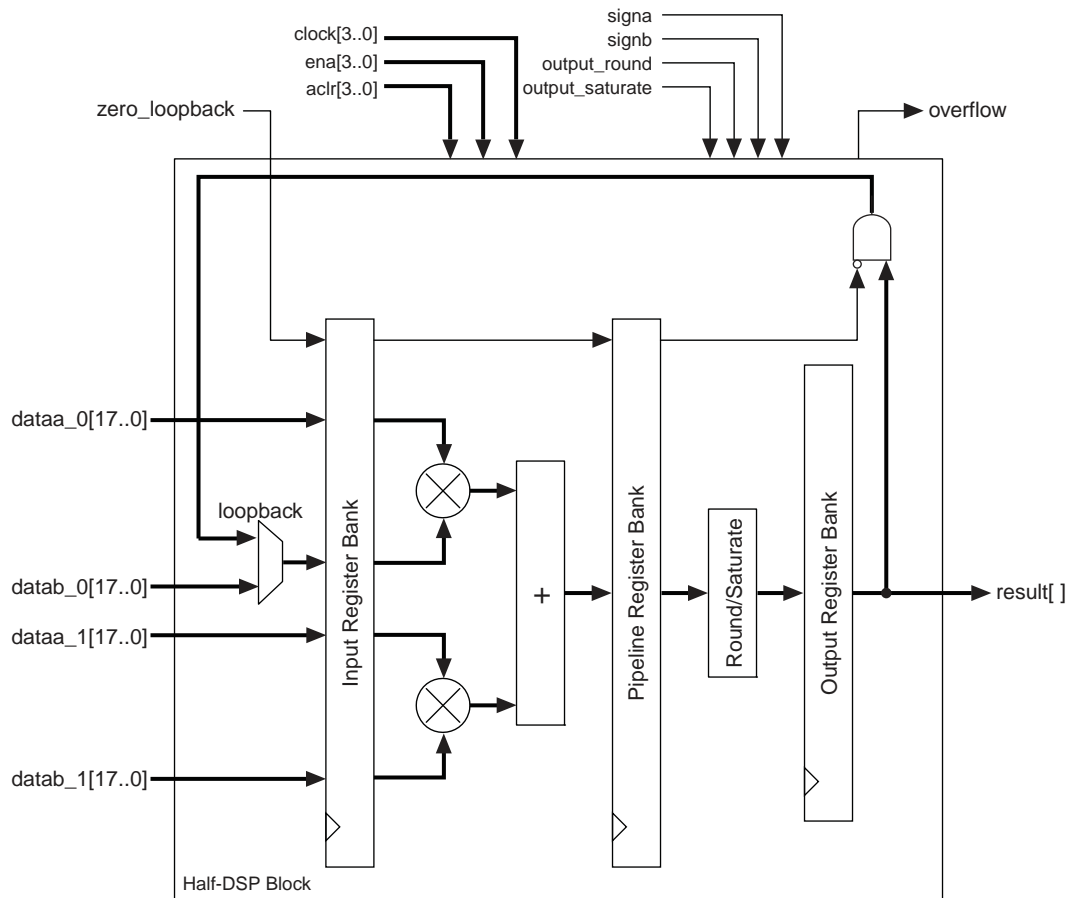 signa
clock[3..0]
signb
ena[3..0]
output_round
aclr[3..0]
output_saturate
zero_loopback
overflow
dataa_0[17..0]
loopback
datab_0[17..0]
dataa_1[17..0]
datab_1[17..0]
Input Register Bank
+
Pipeline Register Bank
Round/Saturate
Output Register Bank
result[ ]
Half-DSP Block